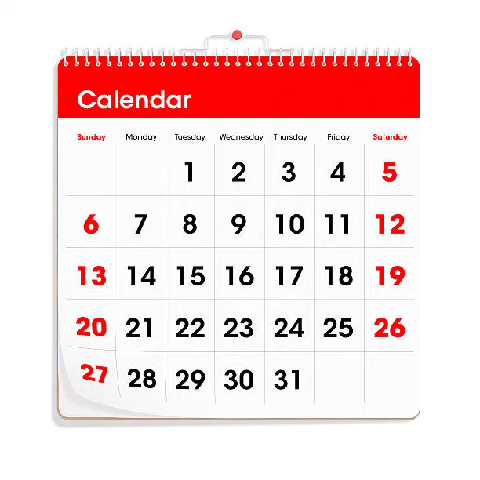 Calendar
Sunday Monday Tuesday Wednesday Thursday Friday Saturday
1 2 3 4 5
6 7 8 9 10 11 12
13 14 15 16 17 18 19
20 21 22 23 24 25 26
27 28 29 30 31